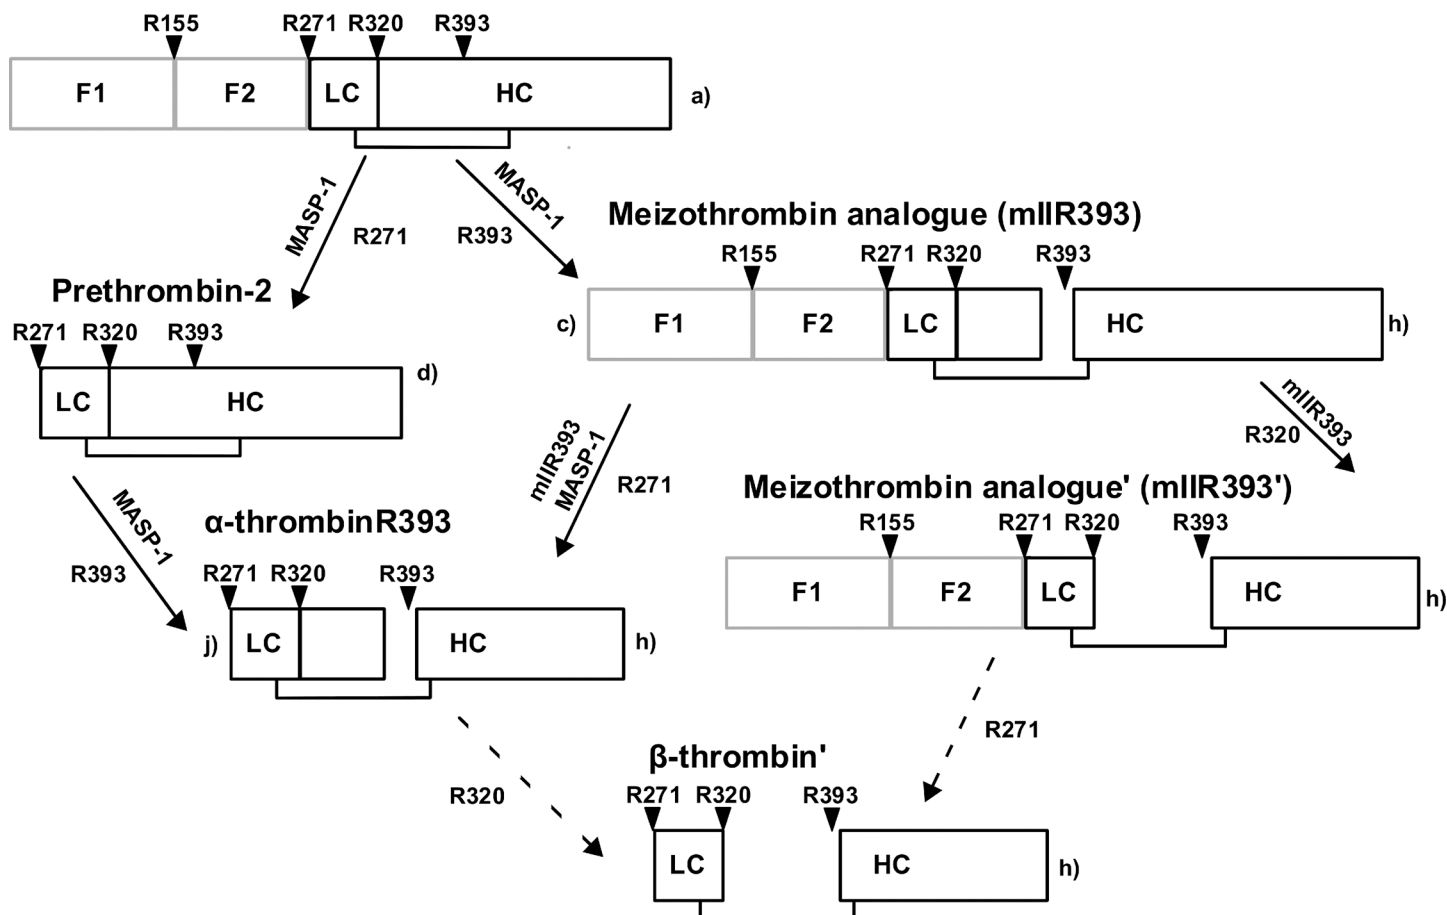 R155 R271 R320 R393
F1 F2 LC HC a)
MASP-1 R271
MASP-1 R393
Meizothrombin analogue (mIIR393)
R155 R271 R320 R393
c) F1 F2 LC HC h)
Prethrombin-2
R271 R320 R393
LC HC d)
mIIR393 MASP-1 R271
mIIR393 R320
MASP-1 R393
α-thrombinR393
R271 R320 R393
j) LC HC h)
Meizothrombin analogue' (mIIR393')
R155 R271 R320 R393
F1 F2 LC HC h)
R320
R271
β-thrombin'
R271 R320 R393
LC HC h)